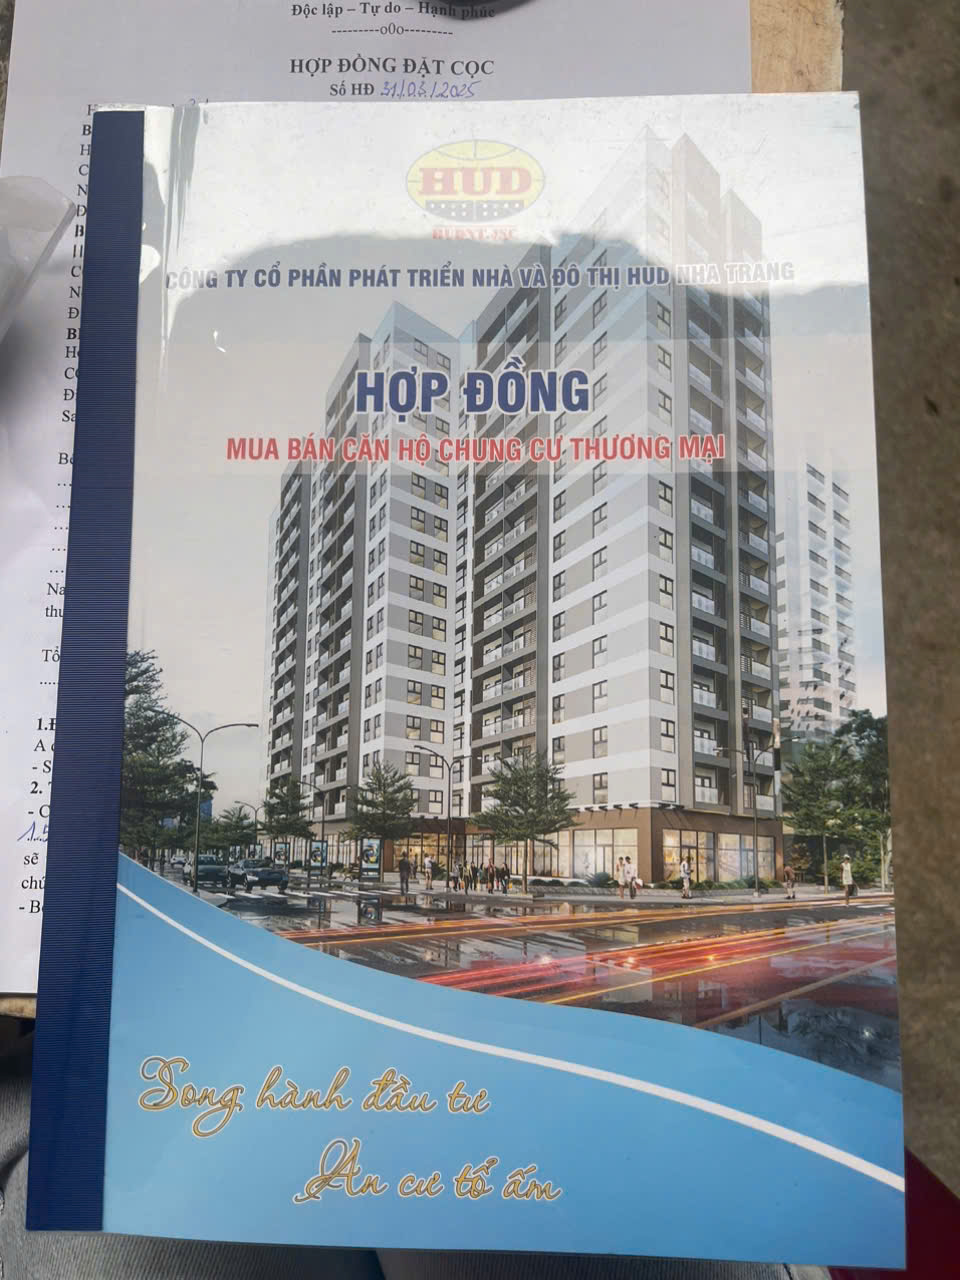 Độc lập – Tự do – Hạnh phúc
---------o0o---------
HỢP ĐỒNG ĐẶT CỌC
Số HĐ 31/03/2025
HUD
HUDNT.JSC
CÔNG TY CỔ PHẦN PHÁT TRIỂN NHÀ VÀ ĐÔ THỊ HUD NHA TRANG
HỢP ĐỒNG
MUA BÁN CĂN HỘ CHUNG CƯ THƯƠNG MẠI
Song hành đầu tư
An cư tổ ấm